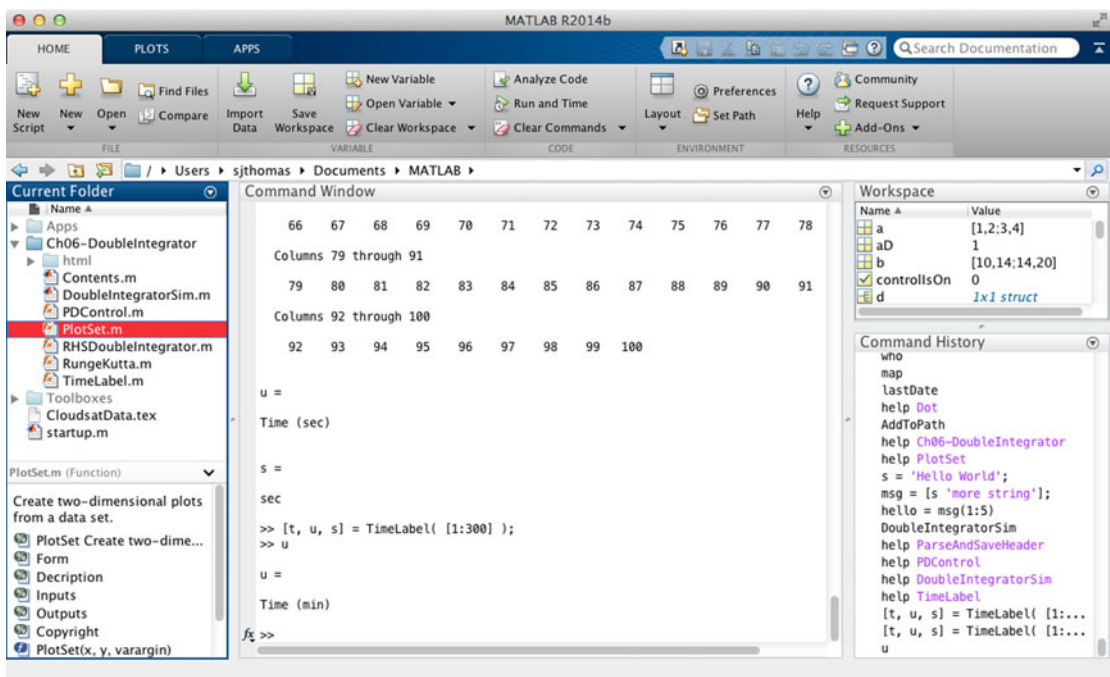 MATLAB R2014b
HOME PLOTS APPS
Search Documentation
New Script
New
Open
Find Files
Compare
FILE
Import Data
Save Workspace
New Variable
Open Variable
Clear Workspace
VARIABLE
Analyze Code
Run and Time
Clear Commands
CODE
Layout
Preferences
Set Path
ENVIRONMENT
Help
Community
Request Support
Add-Ons
RESOURCES
/ Users sjthomas Documents MATLAB
Current Folder
Name
Apps
Ch06-DoubleIntegrator
html
Contents.m
DoubleIntegratorSim.m
PDControl.m
PlotSet.m
RHSDoubleIntegrator.m
RungeKutta.m
TimeLabel.m
Toolboxes
CloudsatData.tex
startup.m
PlotSet.m (Function)
Create two-dimensional plots
from a data set.
PlotSet Create two-dime...
Form
Decription
Inputs
Outputs
Copyright
PlotSet(x, y, varargin)
Command Window
66 67 68 69 70 71 72 73 74 75 76 77 78
Columns 79 through 91
79 80 81 82 83 84 85 86 87 88 89 90 91
Columns 92 through 100
92 93 94 95 96 97 98 99 100
u =
Time (sec)
s =
sec
>> [t, u, s] = TimeLabel( [1:300] );
>> u
u =
Time (min)
fx >>
Workspace
Name Value
a [1,2;3,4]
aD 1
b [10,14;14,20]
controlIsOn 0
d 1x1 struct
Command History
who
map
lastDate
help Dot
AddToPath
help Ch06-DoubleIntegrator
help PlotSet
s = 'Hello World';
msg = [s 'more string'];
hello = msg(1:5)
DoubleIntegratorSim
help ParseAndSaveHeader
help PDControl
help DoubleIntegratorSim
help TimeLabel
[t, u, s] = TimeLabel( [1:...
[t, u, s] = TimeLabel( [1:...
u